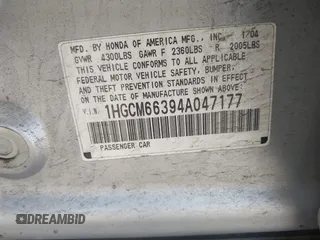 MFD. BY HONDA OF AMERICA MFG., INC. 1/04
GVWR 4300LBS GAWR F 2360LBS R 2005LBS
THIS VEHICLE CONFORMS TO ALL APPLICABLE
FEDERAL MOTOR VEHICLE SAFETY, BUMPER,
AND THEFT PREVENTION STANDARDS IN EFFECT ON
THE DATE OF MANUFACTURE SHOWN ABOVE.
V.I.N. 1HGCM66394A047177
PASSENGER CAR
DREAMBID